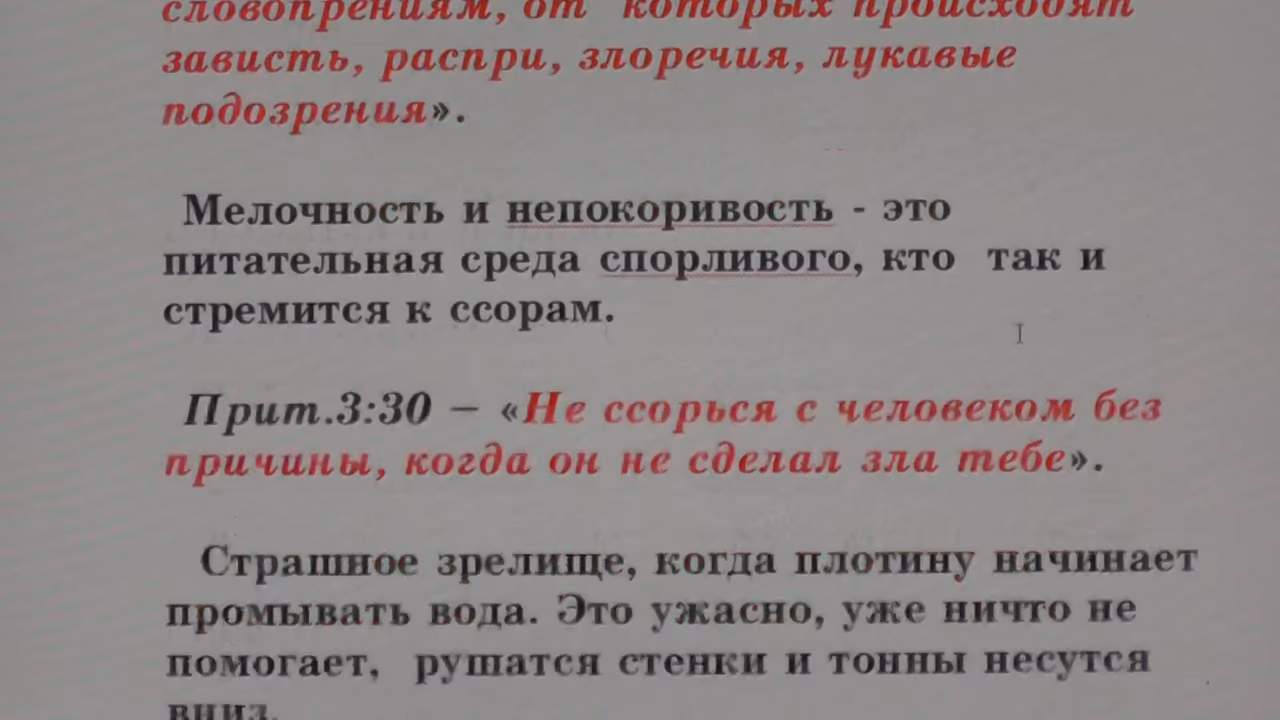 словопрениям, от которых происходят
зависть, распри, злоречия, лукавые
подозрения».
Мелочность и непокоривость - это
питательная среда спорливого, кто так и
стремится к ссорам.
Прит.3:30 – «Не ссорься с человеком без
причины, когда он не сделал зла тебе».
Страшное зрелище, когда плотину начинает
промывать вода. Это ужасно, уже ничто не
помогает, рушатся стенки и тонны несутся
вниз.